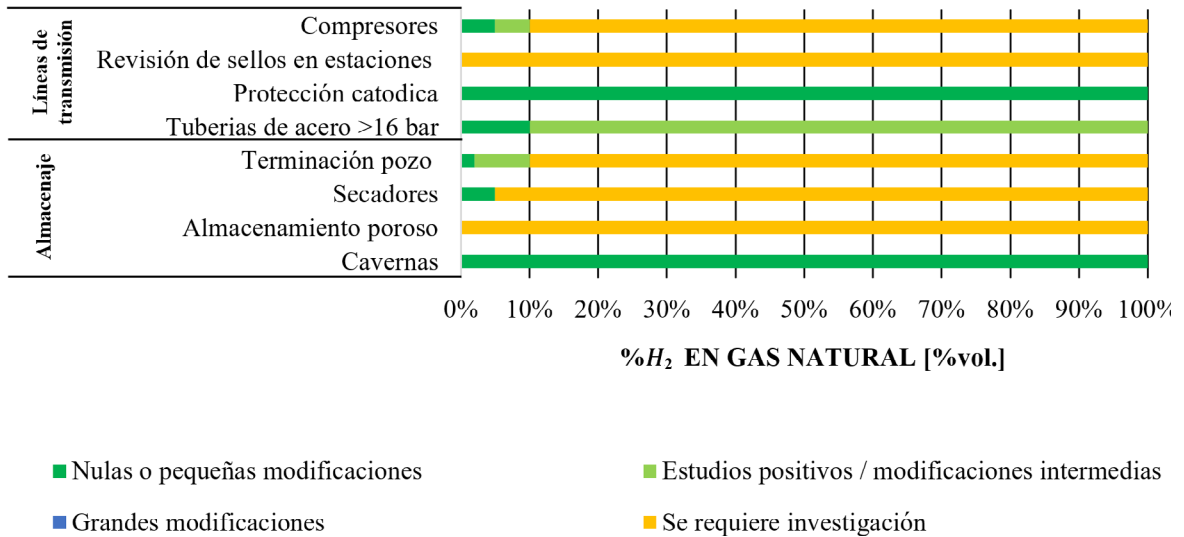 Líneas de
transmisión
Compresores
Revisión de sellos en estaciones
Protección catodica
Tuberias de acero >16 bar
Almacenaje
Terminación pozo
Secadores
Almacenamiento poroso
Cavernas
0% 10% 20% 30% 40% 50% 60% 70% 80% 90% 100%
%H₂ EN GAS NATURAL [%vol.]
Nulas o pequeñas modificaciones
Estudios positivos / modificaciones intermedias
Grandes modificaciones
Se requiere investigación